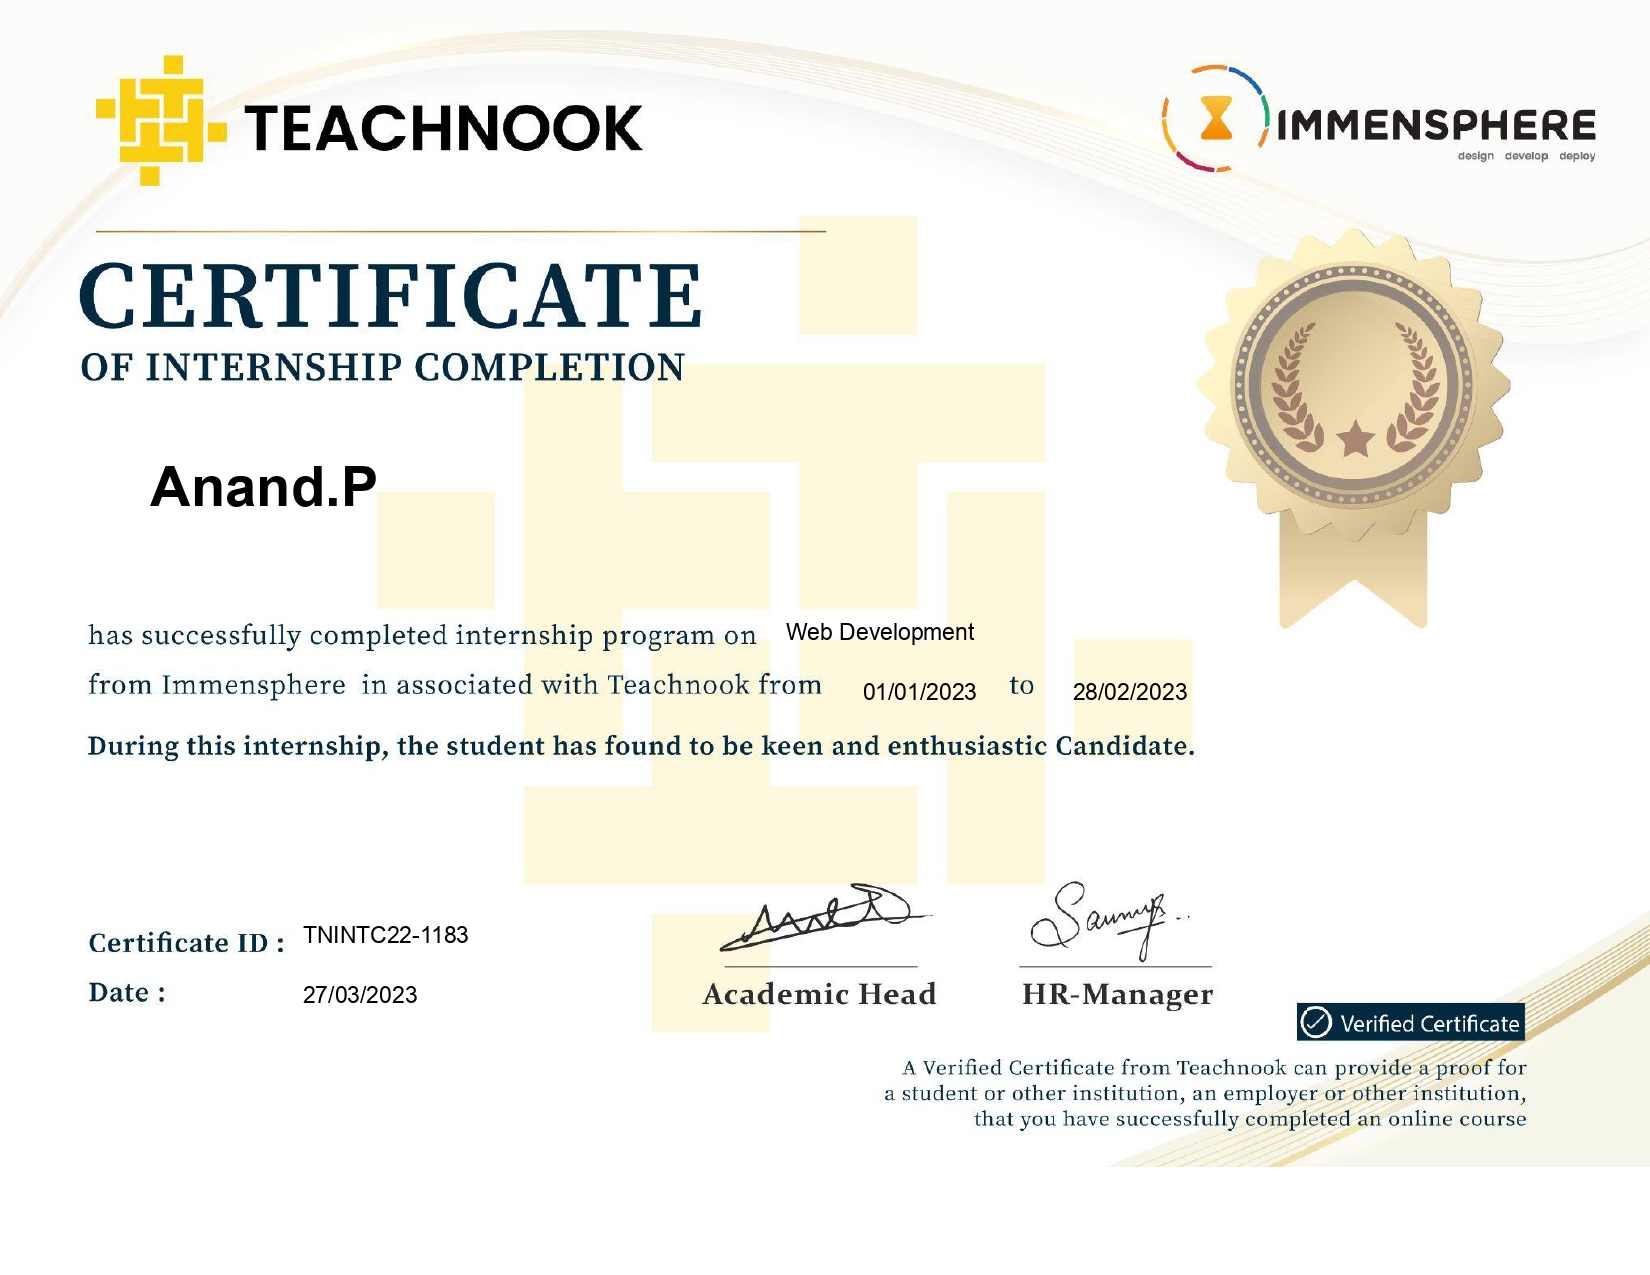 TEACHNOOK
IMMENSPHERE
design develop deploy
CERTIFICATE
OF INTERNSHIP COMPLETION
Anand.P
has successfully completed internship program on Web Development
from Immensphere in associated with Teachnook from 01/01/2023 to 28/02/2023
During this internship, the student has found to be keen and enthusiastic Candidate.
Certificate ID : TNINTC22-1183
Date : 27/03/2023
Academic Head
HR-Manager
Verified Certificate
A Verified Certificate from Teachnook can provide a proof for
a student or other institution, an employer or other institution,
that you have successfully completed an online course